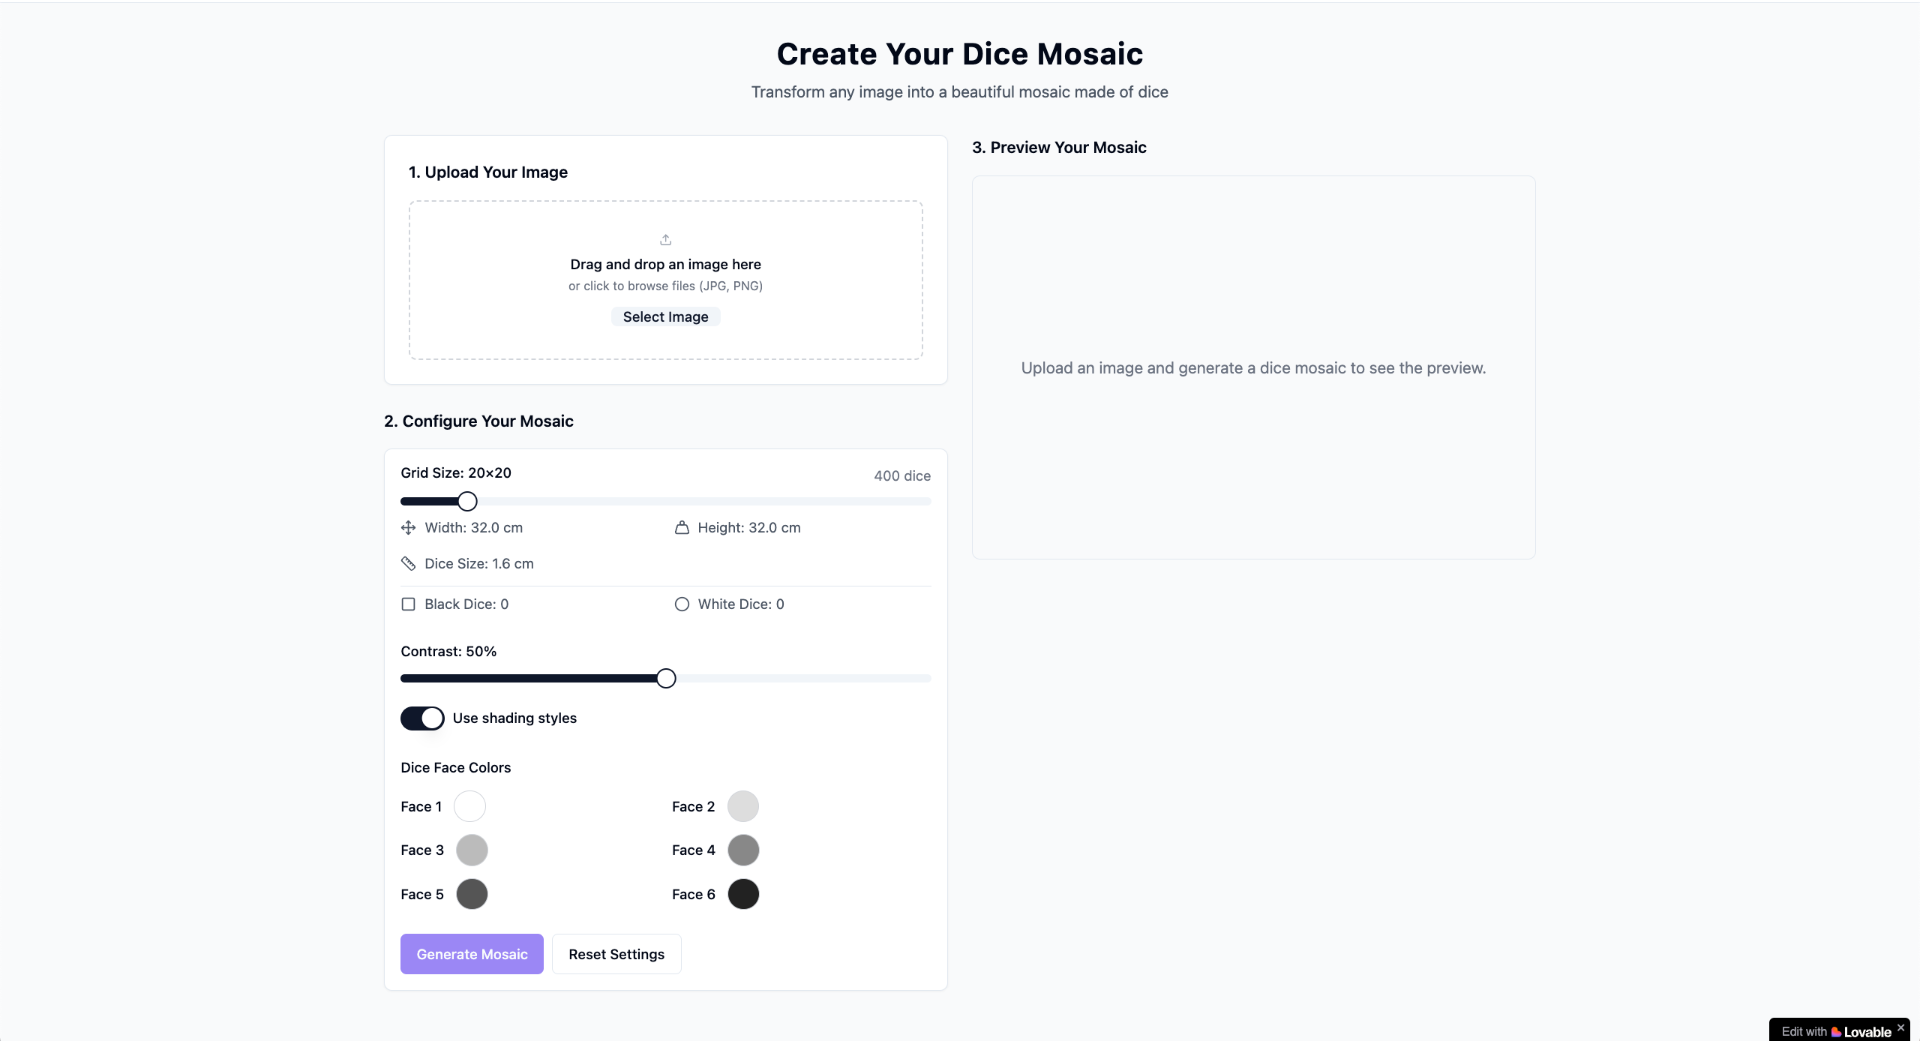 Create Your Dice Mosaic
Transform any image into a beautiful mosaic made of dice
1. Upload Your Image
Drag and drop an image here
or click to browse files (JPG, PNG)
Select Image
2. Configure Your Mosaic
Grid Size: 20×20
400 dice
Width: 32.0 cm
Height: 32.0 cm
Dice Size: 1.6 cm
Black Dice: 0
White Dice: 0
Contrast: 50%
Use shading styles
Dice Face Colors
Face 1
Face 2
Face 3
Face 4
Face 5
Face 6
Generate Mosaic
Reset Settings
3. Preview Your Mosaic
Upload an image and generate a dice mosaic to see the preview.
Edit with Lovable